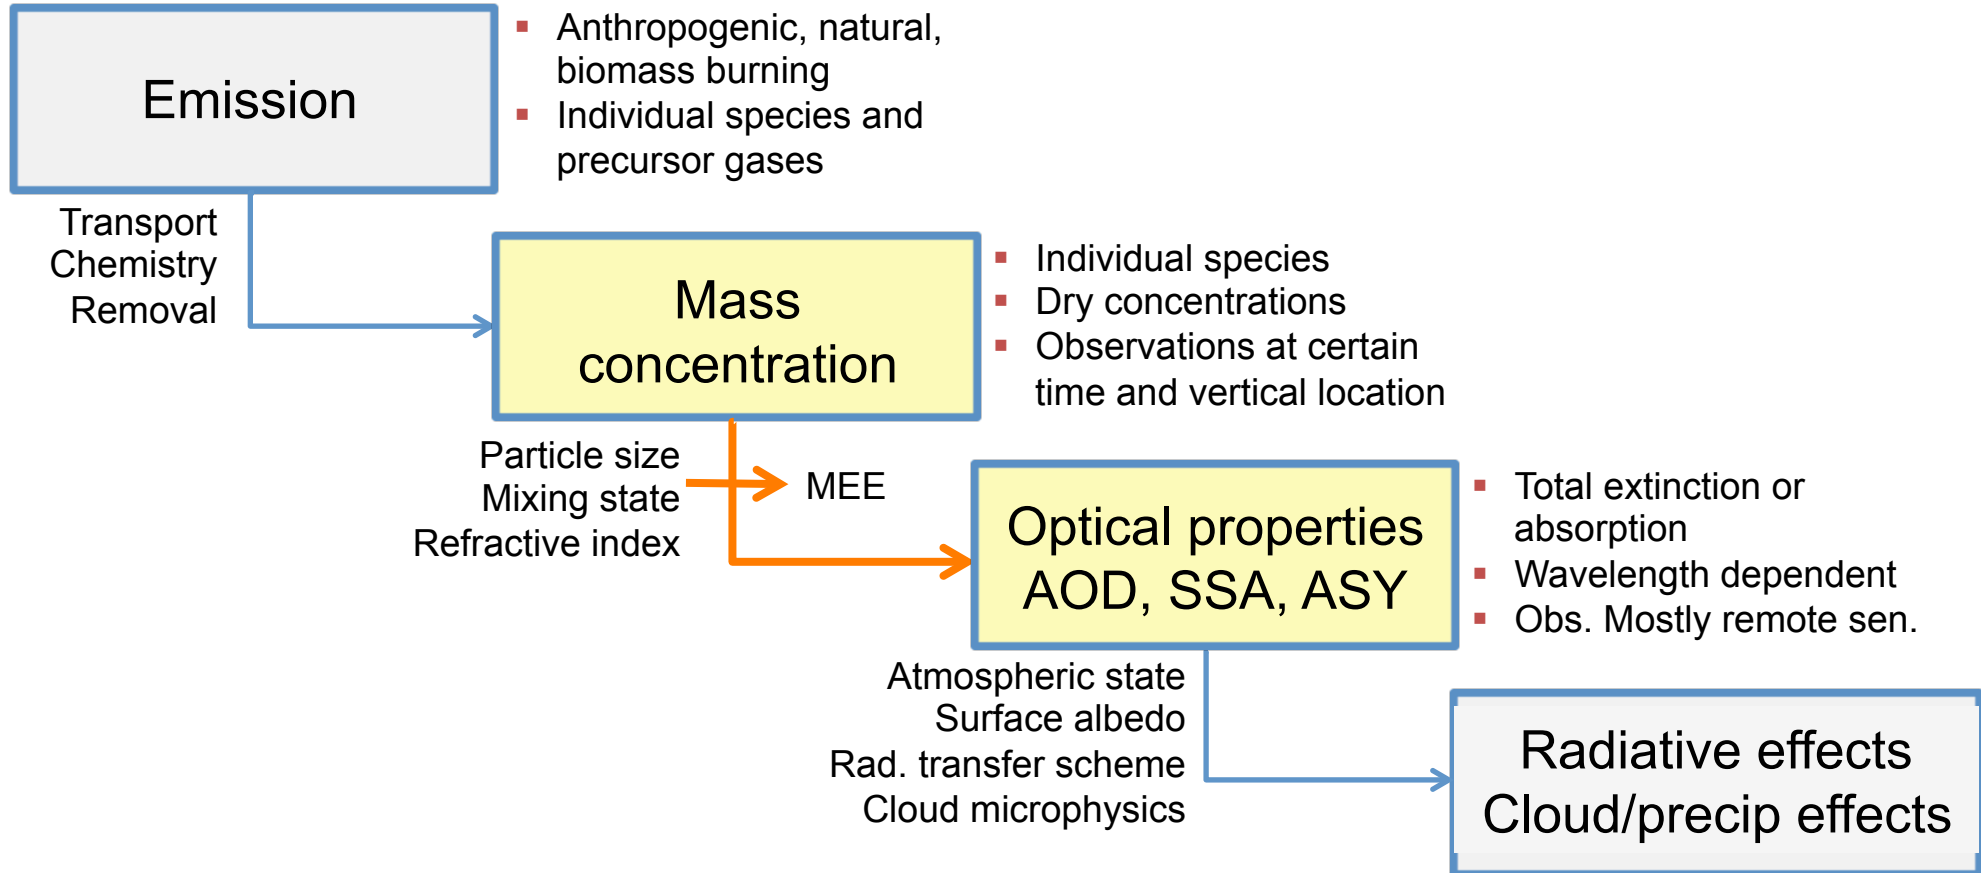 Emission
Anthropogenic, natural,
biomass burning
Individual species and
precursor gases
Transport
Chemistry
Removal
Mass
concentration
Individual species
Dry concentrations
Observations at certain
time and vertical location
Particle size
Mixing state
Refractive index
MEE
Optical properties
AOD, SSA, ASY
Total extinction or
absorption
Wavelength dependent
Obs. Mostly remote sen.
Atmospheric state
Surface albedo
Rad. transfer scheme
Cloud microphysics
Radiative effects
Cloud/precip effects